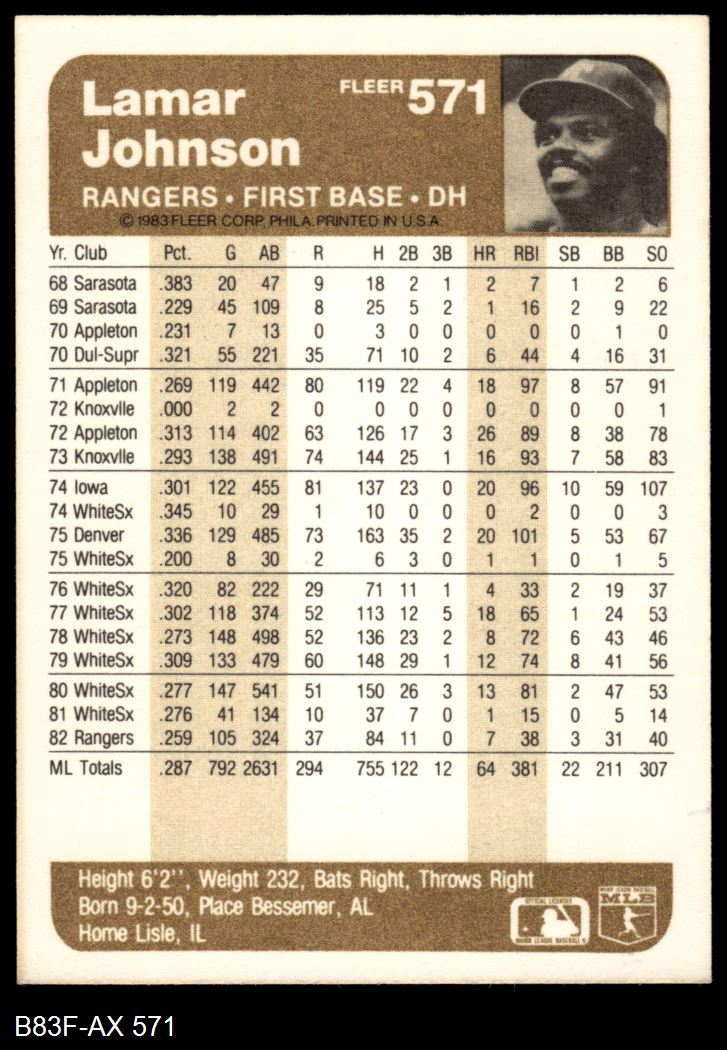 Lamar
Johnson
FLEER 571
RANGERS • FIRST BASE • DH
© 1983 FLEER CORP. PHILA. PRINTED IN U.S.A.
Yr. Club Pct. G AB R H 2B 3B HR RBI SB BB SO
68 Sarasota .383 20 47 9 18 2 1 2 7 1 2 6
69 Sarasota .229 45 109 8 25 5 2 1 16 2 9 22
70 Appleton .231 7 13 0 3 0 0 0 0 0 1 0
70 Dul-Supr .321 55 221 35 71 10 2 6 44 4 16 31
71 Appleton .269 119 442 80 119 22 4 18 97 8 57 91
72 Knoxvlle .000 2 2 0 0 0 0 0 0 0 0 1
72 Appleton .313 114 402 63 126 17 3 26 89 8 38 78
73 Knoxvlle .293 138 491 74 144 25 1 16 93 7 58 83
74 Iowa .301 122 455 81 137 23 0 20 96 10 59 107
74 WhiteSx .345 10 29 1 10 0 0 0 2 0 0 3
75 Denver .336 129 485 73 163 35 2 20 101 5 53 67
75 WhiteSx .200 8 30 2 6 3 0 1 1 0 1 5
76 WhiteSx .320 82 222 29 71 11 1 4 33 2 19 37
77 WhiteSx .302 118 374 52 113 12 5 18 65 1 24 53
78 WhiteSx .273 148 498 52 136 23 2 8 72 6 43 46
79 WhiteSx .309 133 479 60 148 29 1 12 74 8 41 56
80 WhiteSx .277 147 541 51 150 26 3 13 81 2 47 53
81 WhiteSx .276 41 134 10 37 7 0 1 15 0 5 14
82 Rangers .259 105 324 37 84 11 0 7 38 3 31 40
ML Totals .287 792 2631 294 755 122 12 64 381 22 211 307
Height 6'2'', Weight 232, Bats Right, Throws Right
Born 9-2-50, Place Bessemer, AL
Home Lisle, IL
OFFICIAL LICENSEE
MAJOR LEAGUE BASEBALL
MAJOR LEAGUE BASEBALL
MLB
B83F-AX 571